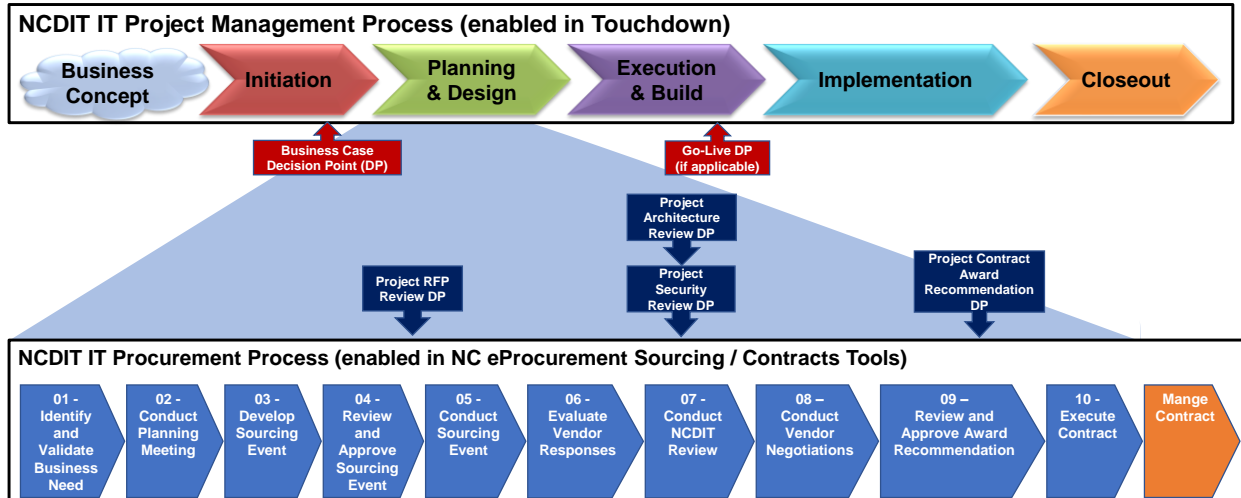 NCDIT IT Project Management Process (enabled in Touchdown)
Business
Concept
Initiation
Planning
& Design
Execution
& Build
Implementation
Closeout
Business Case
Decision Point (DP)
Go-Live DP
(if applicable)
Project
Architecture
Review DP
Project RFP
Review DP
Project
Security
Review DP
Project Contract
Award
Recommendation
DP
NCDIT IT Procurement Process (enabled in NC eProcurement Sourcing / Contracts Tools)
01 -
Identify
and
Validate
Business
Need
02 -
Conduct
Planning
Meeting
03 -
Develop
Sourcing
Event
04 -
Review
and
Approve
Sourcing
Event
05 -
Conduct
Sourcing
Event
06 -
Evaluate
Vendor
Responses
07 -
Conduct
NCDIT
Review
08 –
Conduct
Vendor
Negotiations
09 –
Review and
Approve Award
Recommendation
10 -
Execute
Contract
Mange
Contract